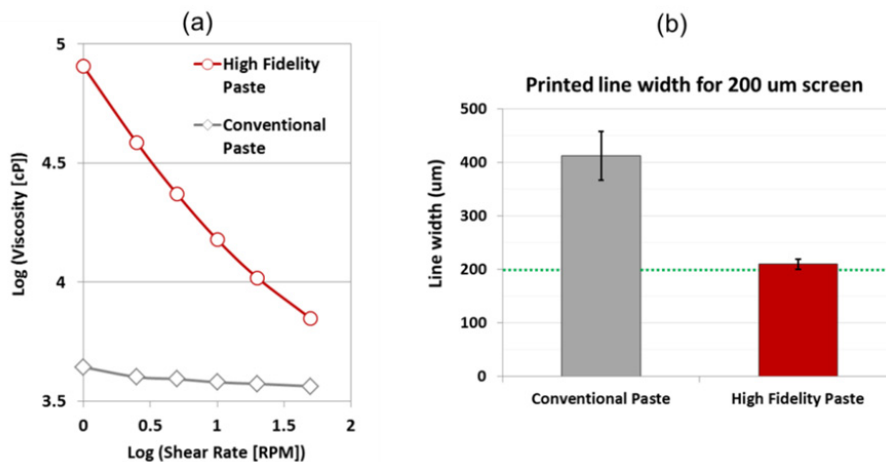 (a)
5
4.5
4
3.5
Log (Viscosity [cP])
High Fidelity
Paste
Conventional
Paste
0
0.5
1
1.5
2
Log (Shear Rate [RPM])
(b)
Printed line width for 200 um screen
500
400
300
200
100
0
Line width (um)
Conventional Paste
High Fidelity Paste